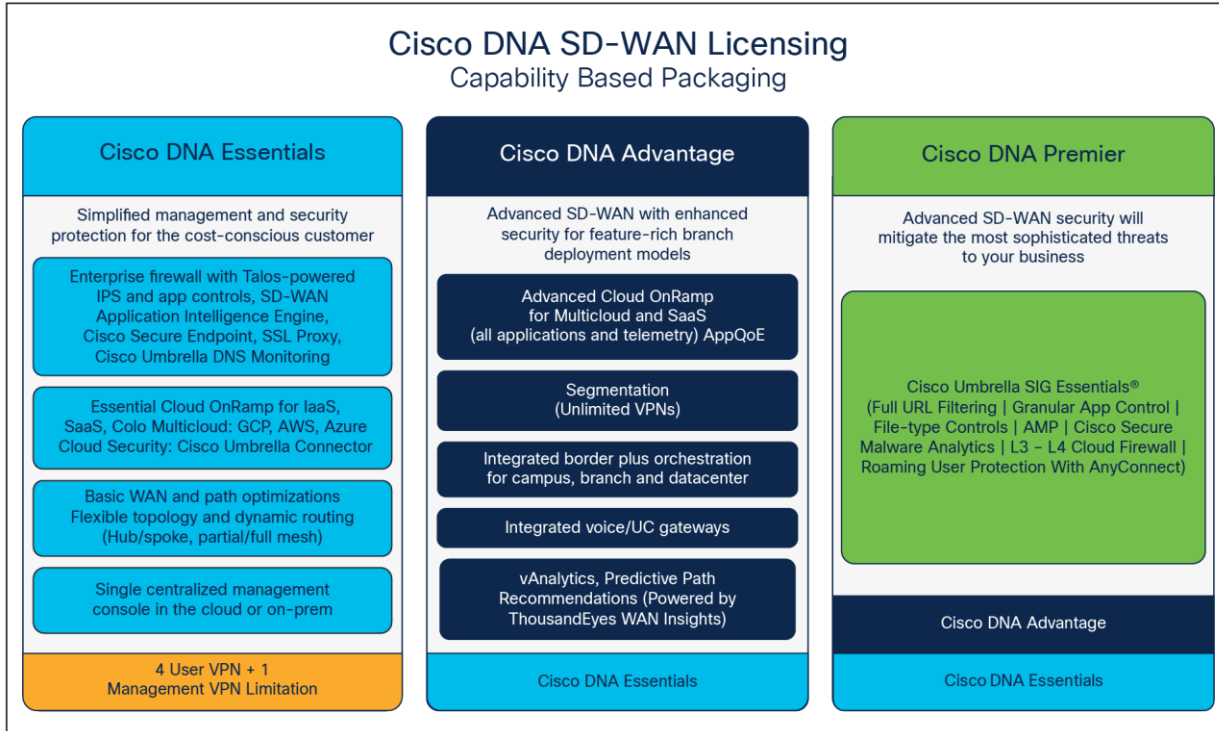 Cisco DNA SD-WAN Licensing
Capability Based Packaging
Cisco DNA Essentials
Simplified management and security
protection for the cost-conscious customer
Enterprise firewall with Talos-powered
IPS and app controls, SD-WAN
Application Intelligence Engine,
Cisco Secure Endpoint, SSL Proxy,
Cisco Umbrella DNS Monitoring
Essential Cloud OnRamp for IaaS,
SaaS, Colo Multicloud: GCP, AWS, Azure
Cloud Security: Cisco Umbrella Connector
Basic WAN and path optimizations
Flexible topology and dynamic routing
(Hub/spoke, partial/full mesh)
Single centralized management
console in the cloud or on-prem
4 User VPN + 1
Management VPN Limitation
Cisco DNA Advantage
Advanced SD-WAN with enhanced
security for feature-rich branch
deployment models
Advanced Cloud OnRamp
for Multicloud and SaaS
(all applications and telemetry) AppQoE
Segmentation
(Unlimited VPNs)
Integrated border plus orchestration
for campus, branch and datacenter
Integrated voice/UC gateways
vAnalytics, Predictive Path
Recommendations (Powered by
ThousandEyes WAN Insights)
Cisco DNA Essentials
Cisco DNA Premier
Advanced SD-WAN security will
mitigate the most sophisticated threats
to your business
Cisco Umbrella SIG Essentials®
(Full URL Filtering | Granular App Control |
File-type Controls | AMP | Cisco Secure
Malware Analytics | L3 – L4 Cloud Firewall |
Roaming User Protection With AnyConnect)
Cisco DNA Advantage
Cisco DNA Essentials